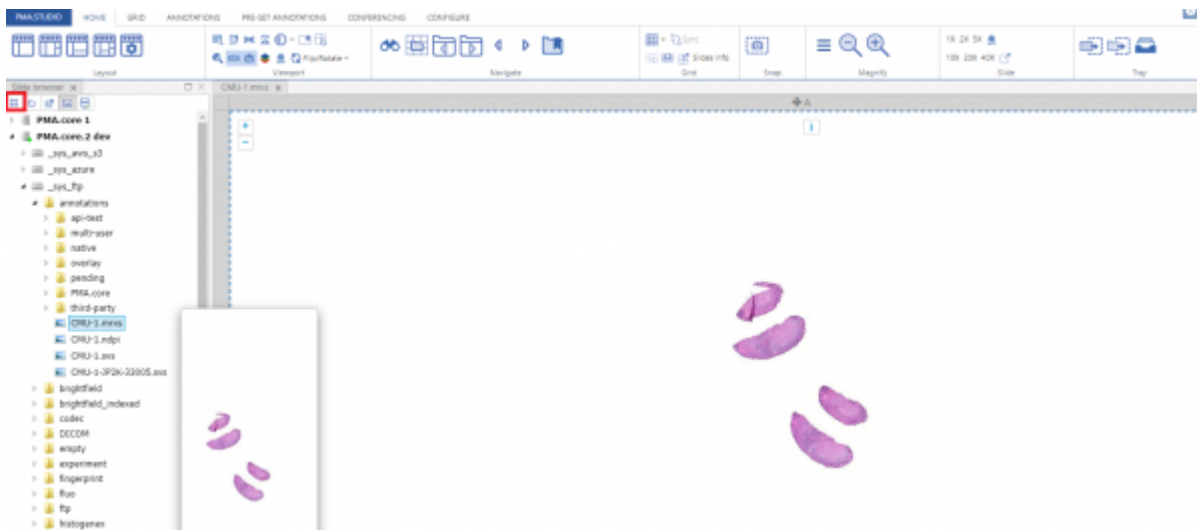 PMA.STUDIO HOME GRID ANNOTATIONS PRE-SET ANNOTATIONS CONFERENCING CONFIGURE
Sync
Flip/Rotate
Slides info
1X 2X 5X
10X 20X 40X
Layout Viewport Navigate Grid Snap Magnify Slide Tray
Slide browser x
CMU-1.mrxs x
A
PMA.core 1
PMA.core.2 dev
_sys_aws_s3
_sys_azure
_sys_ftp
annotations
api-test
multi-user
native
overlay
pending
PMA.core
third-party
CMU-1.mrxs
CMU-1.ndpi
CMU-1.svs
CMU-1-JP2K-33005.svs
brightfield
brightfield_indexed
codec
DICOM
empty
experiment
fingerprint
fluo
ftp
histogenex